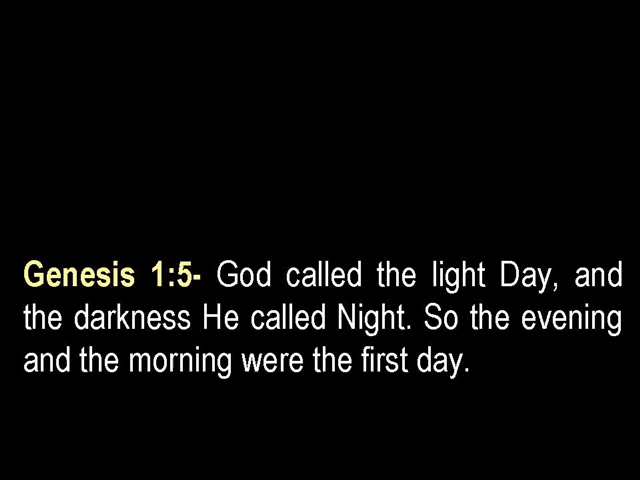 Genesis 1:5- God called the light Day, and
the darkness He called Night. So the evening
and the morning were the first day.